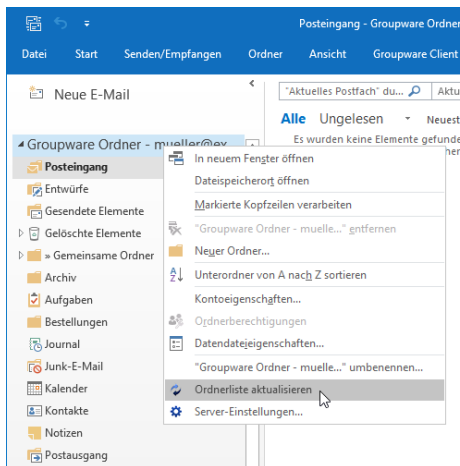 Posteingang - Groupware Ordner
Datei Start Senden/Empfangen Ordner Ansicht Groupware Client
Neue E-Mail
"Aktuelles Postfach" du... Aktu
Alle Ungelesen Neuest
Es wurden keine Elemente gefunde
Groupware Ordner - mueller@ex
Posteingang
Entwürfe
Gesendete Elemente
Gelöschte Elemente
» Gemeinsame Ordner
Archiv
Aufgaben
Bestellungen
Journal
Junk-E-Mail
Kalender
Kontakte
Notizen
Postausgang
In neuem Fenster öffnen
Dateispeicherort öffnen
Markierte Kopfzeilen verarbeiten
"Groupware Ordner - muelle..." entfernen
Neuer Ordner...
Unterordner von A nach Z sortieren
Kontoeigenschaften...
Ordnerberechtigungen
Datendateieigenschaften...
"Groupware Ordner - muelle..." umbenennen...
Ordnerliste aktualisieren
Server-Einstellungen...